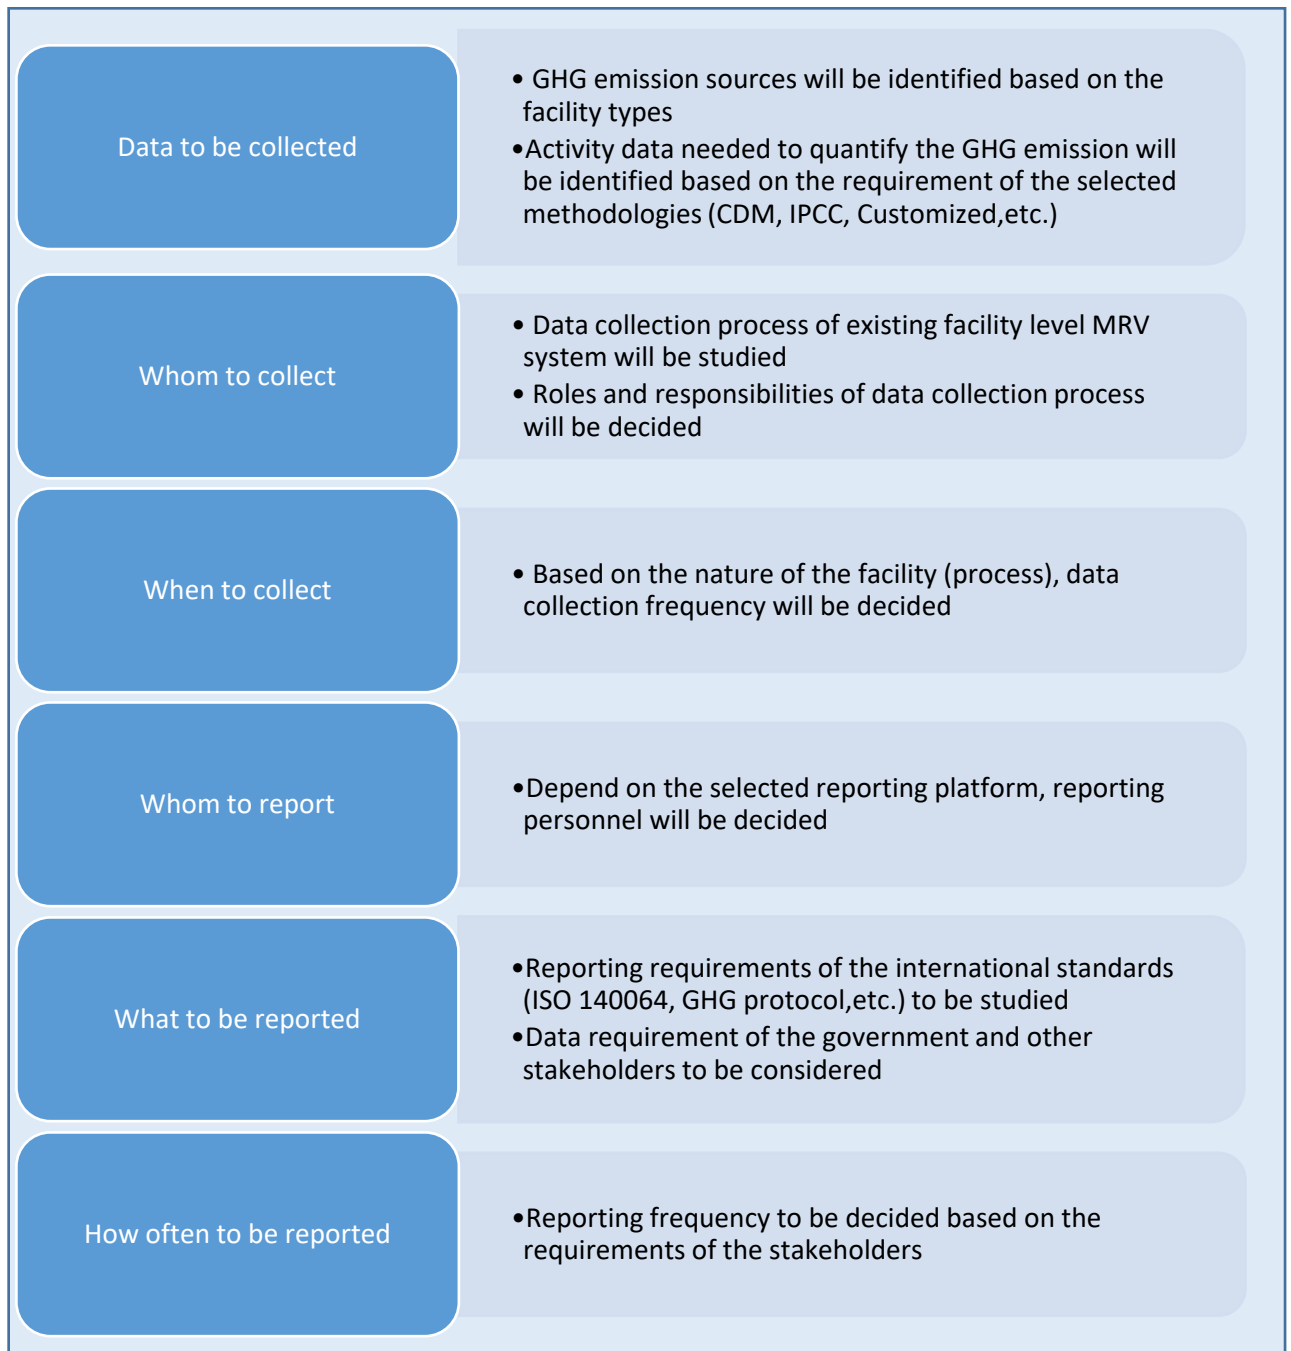 Data to be collected
• GHG emission sources will be identified based on the
facility types
•Activity data needed to quantify the GHG emission will
be identified based on the requirement of the selected
methodologies (CDM, IPCC, Customized,etc.)
Whom to collect
• Data collection process of existing facility level MRV
system will be studied
• Roles and responsibilities of data collection process
will be decided
When to collect
• Based on the nature of the facility (process), data
collection frequency will be decided
Whom to report
•Depend on the selected reporting platform, reporting
personnel will be decided
What to be reported
•Reporting requirements of the international standards
(ISO 140064, GHG protocol,etc.) to be studied
•Data requirement of the government and other
stakeholders to be considered
How often to be reported
•Reporting frequency to be decided based on the
requirements of the stakeholders